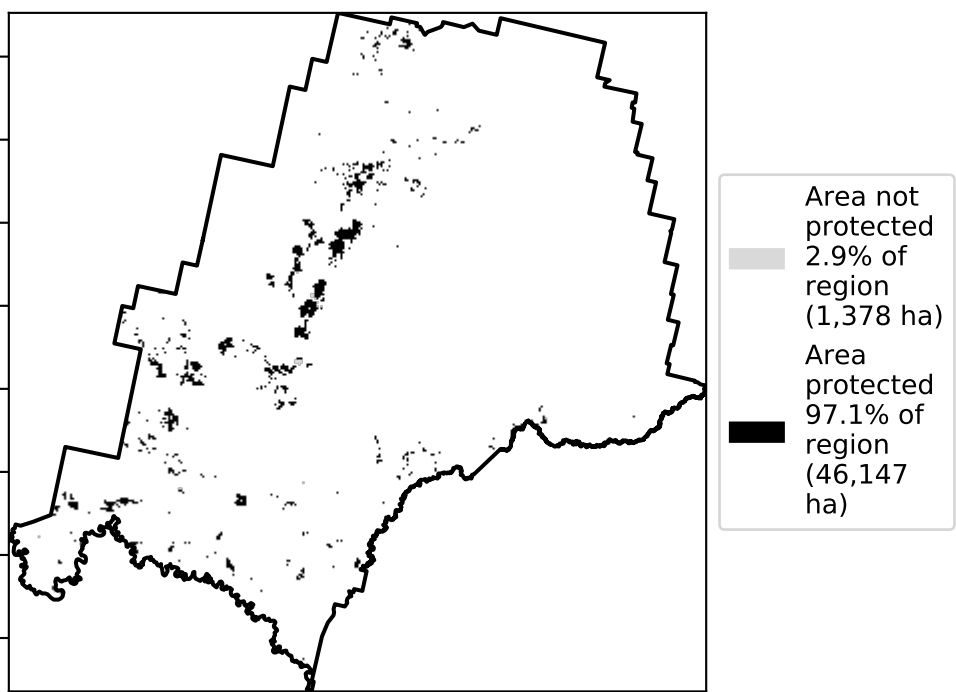 Area not
protected
2.9% of
region
(1,378 ha)
Area
protected
97.1% of
region
(46,147
ha)